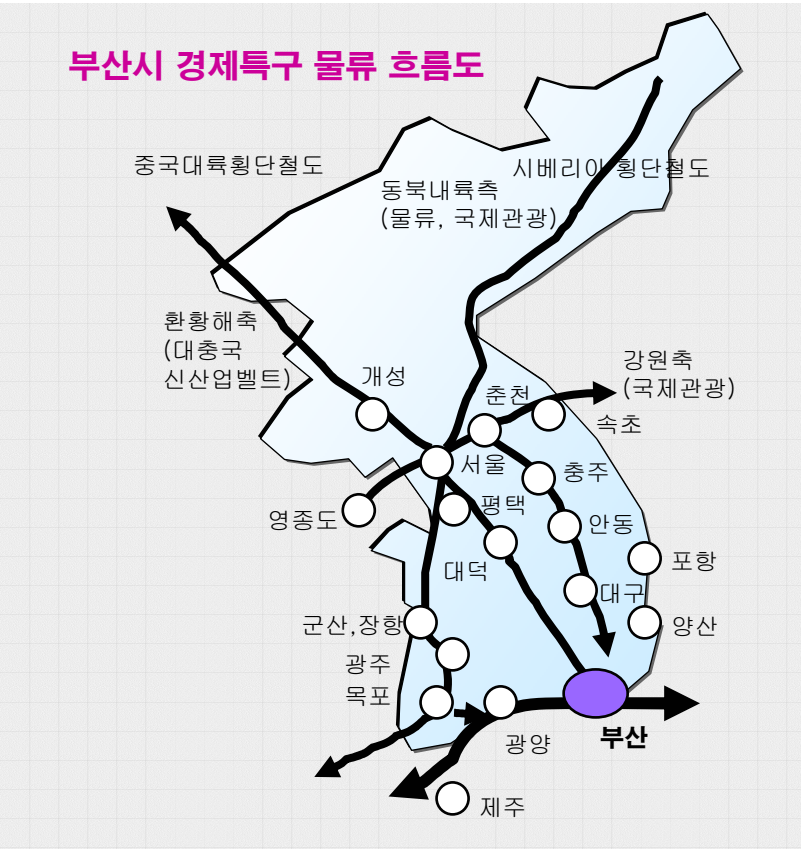 부산시 경제특구 물류 흐름도
중국대륙횡단철도
시베리아 횡단철도
동북내륙측
(물류, 국제관광)
환황해축
(대충국
신산업벨트)
강원축
(국제관광)
개성
춘천
속초
서울
충주
영종도
평택
안동
대덕
포항
대구
군산,장항
양산
광주
목포
부산
광양
제주